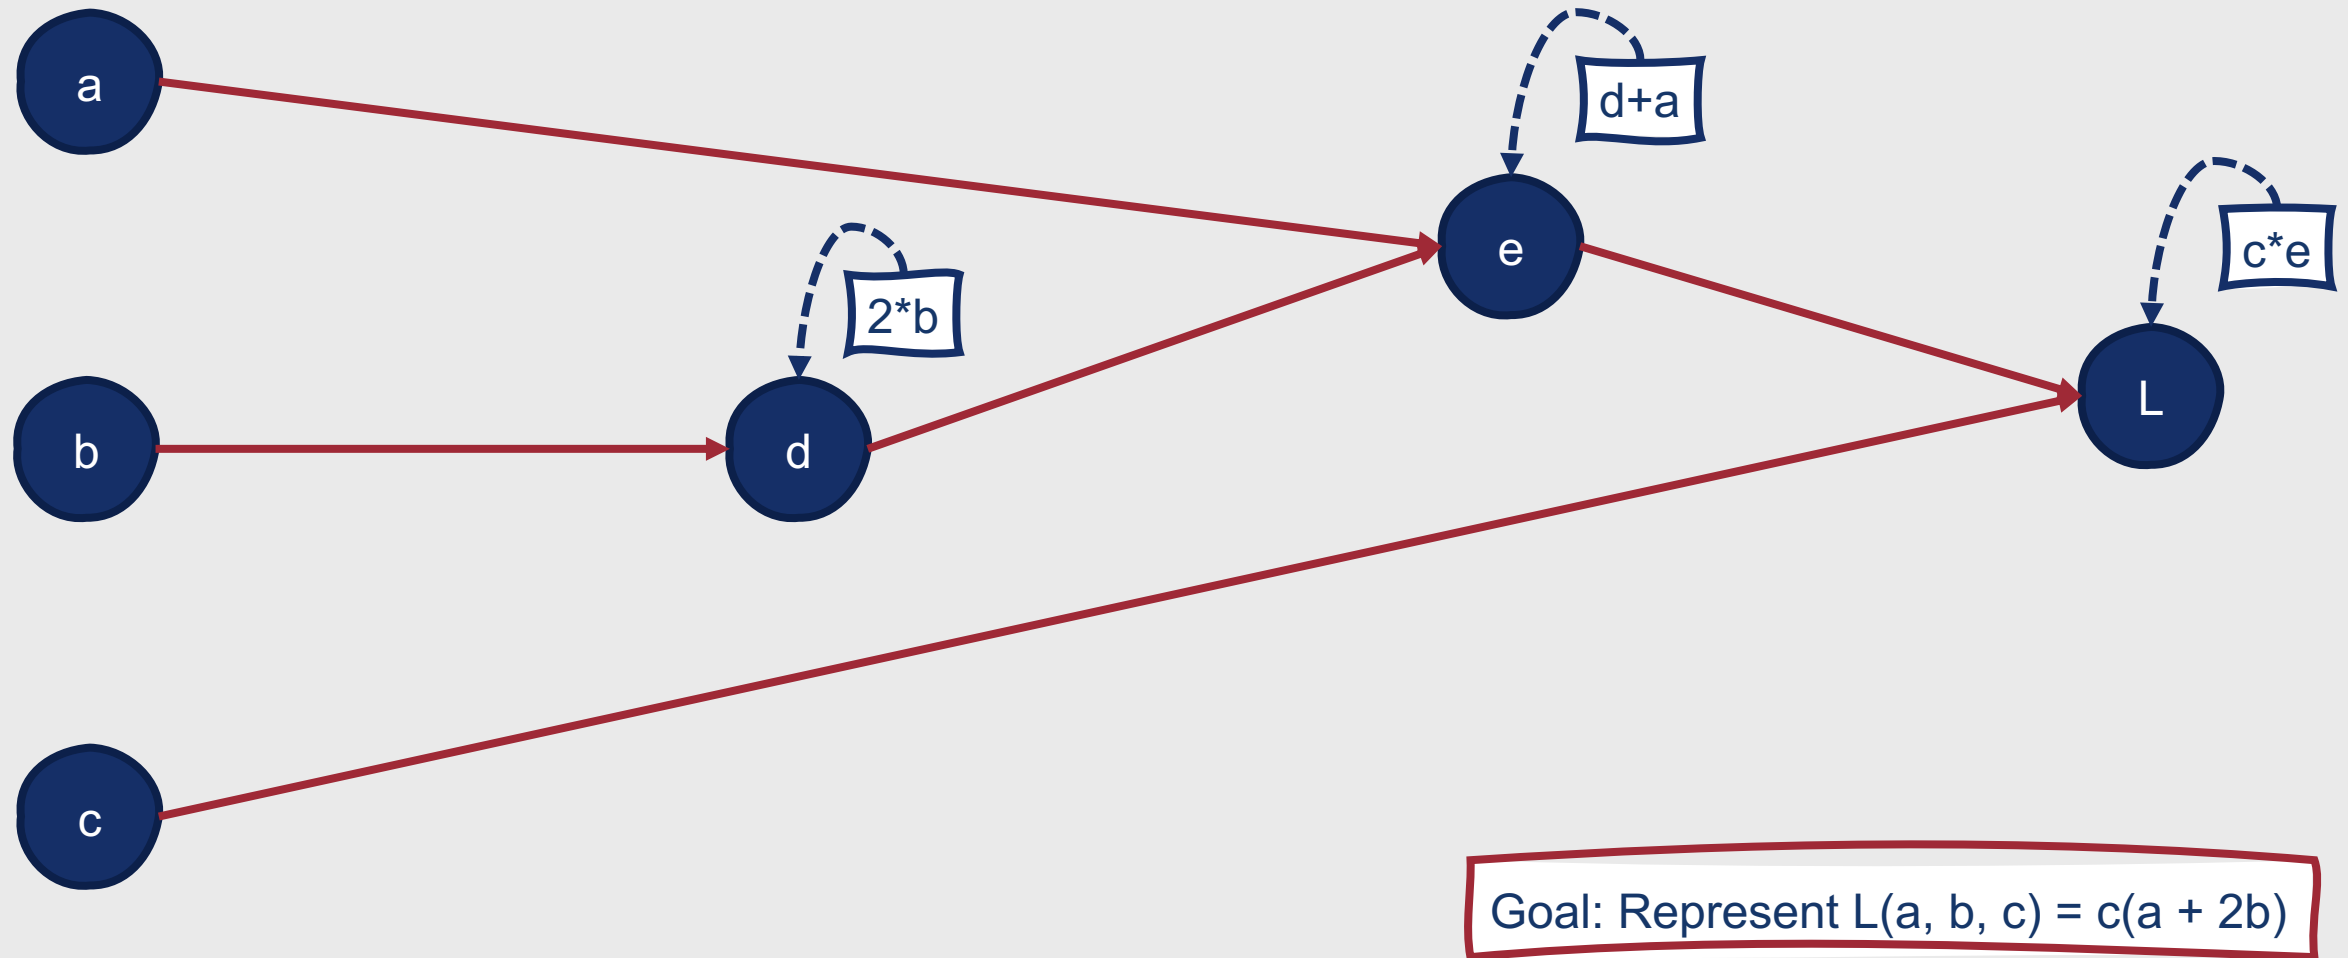 a
d+a
e
c*e
2*b
L
b
d
c
Goal: Represent L(a, b, c) = c(a + 2b)